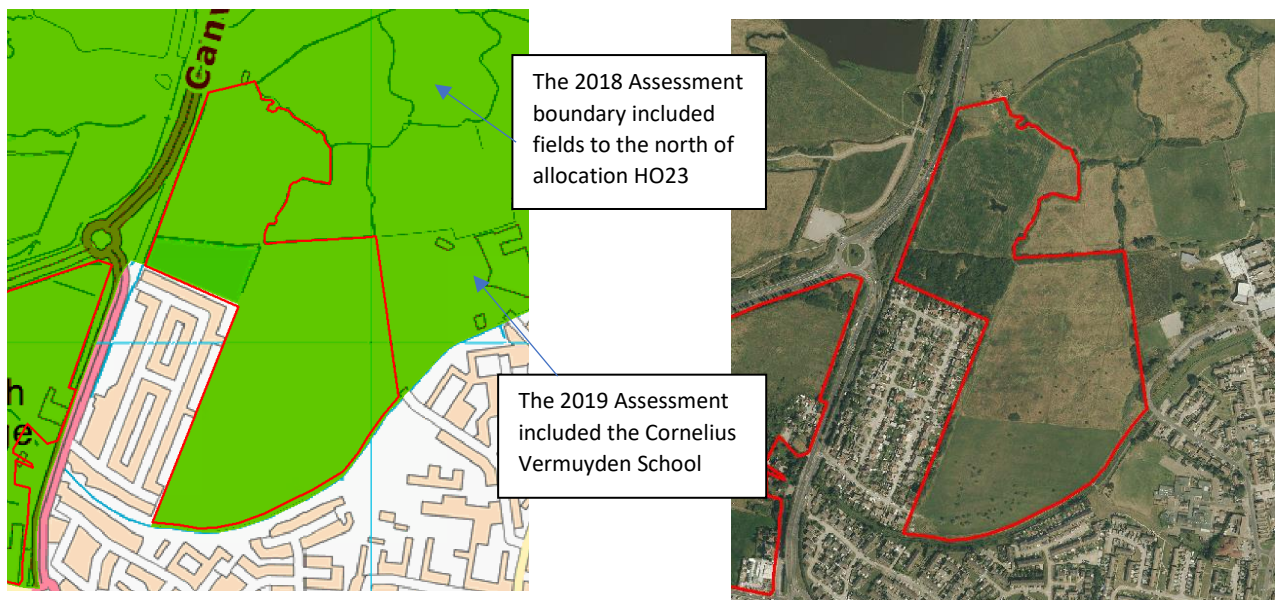 Canv
The 2018 Assessment
boundary included
fields to the north of
allocation HO23
The 2019 Assessment
included the Cornelius
Vermuyden School
h
e